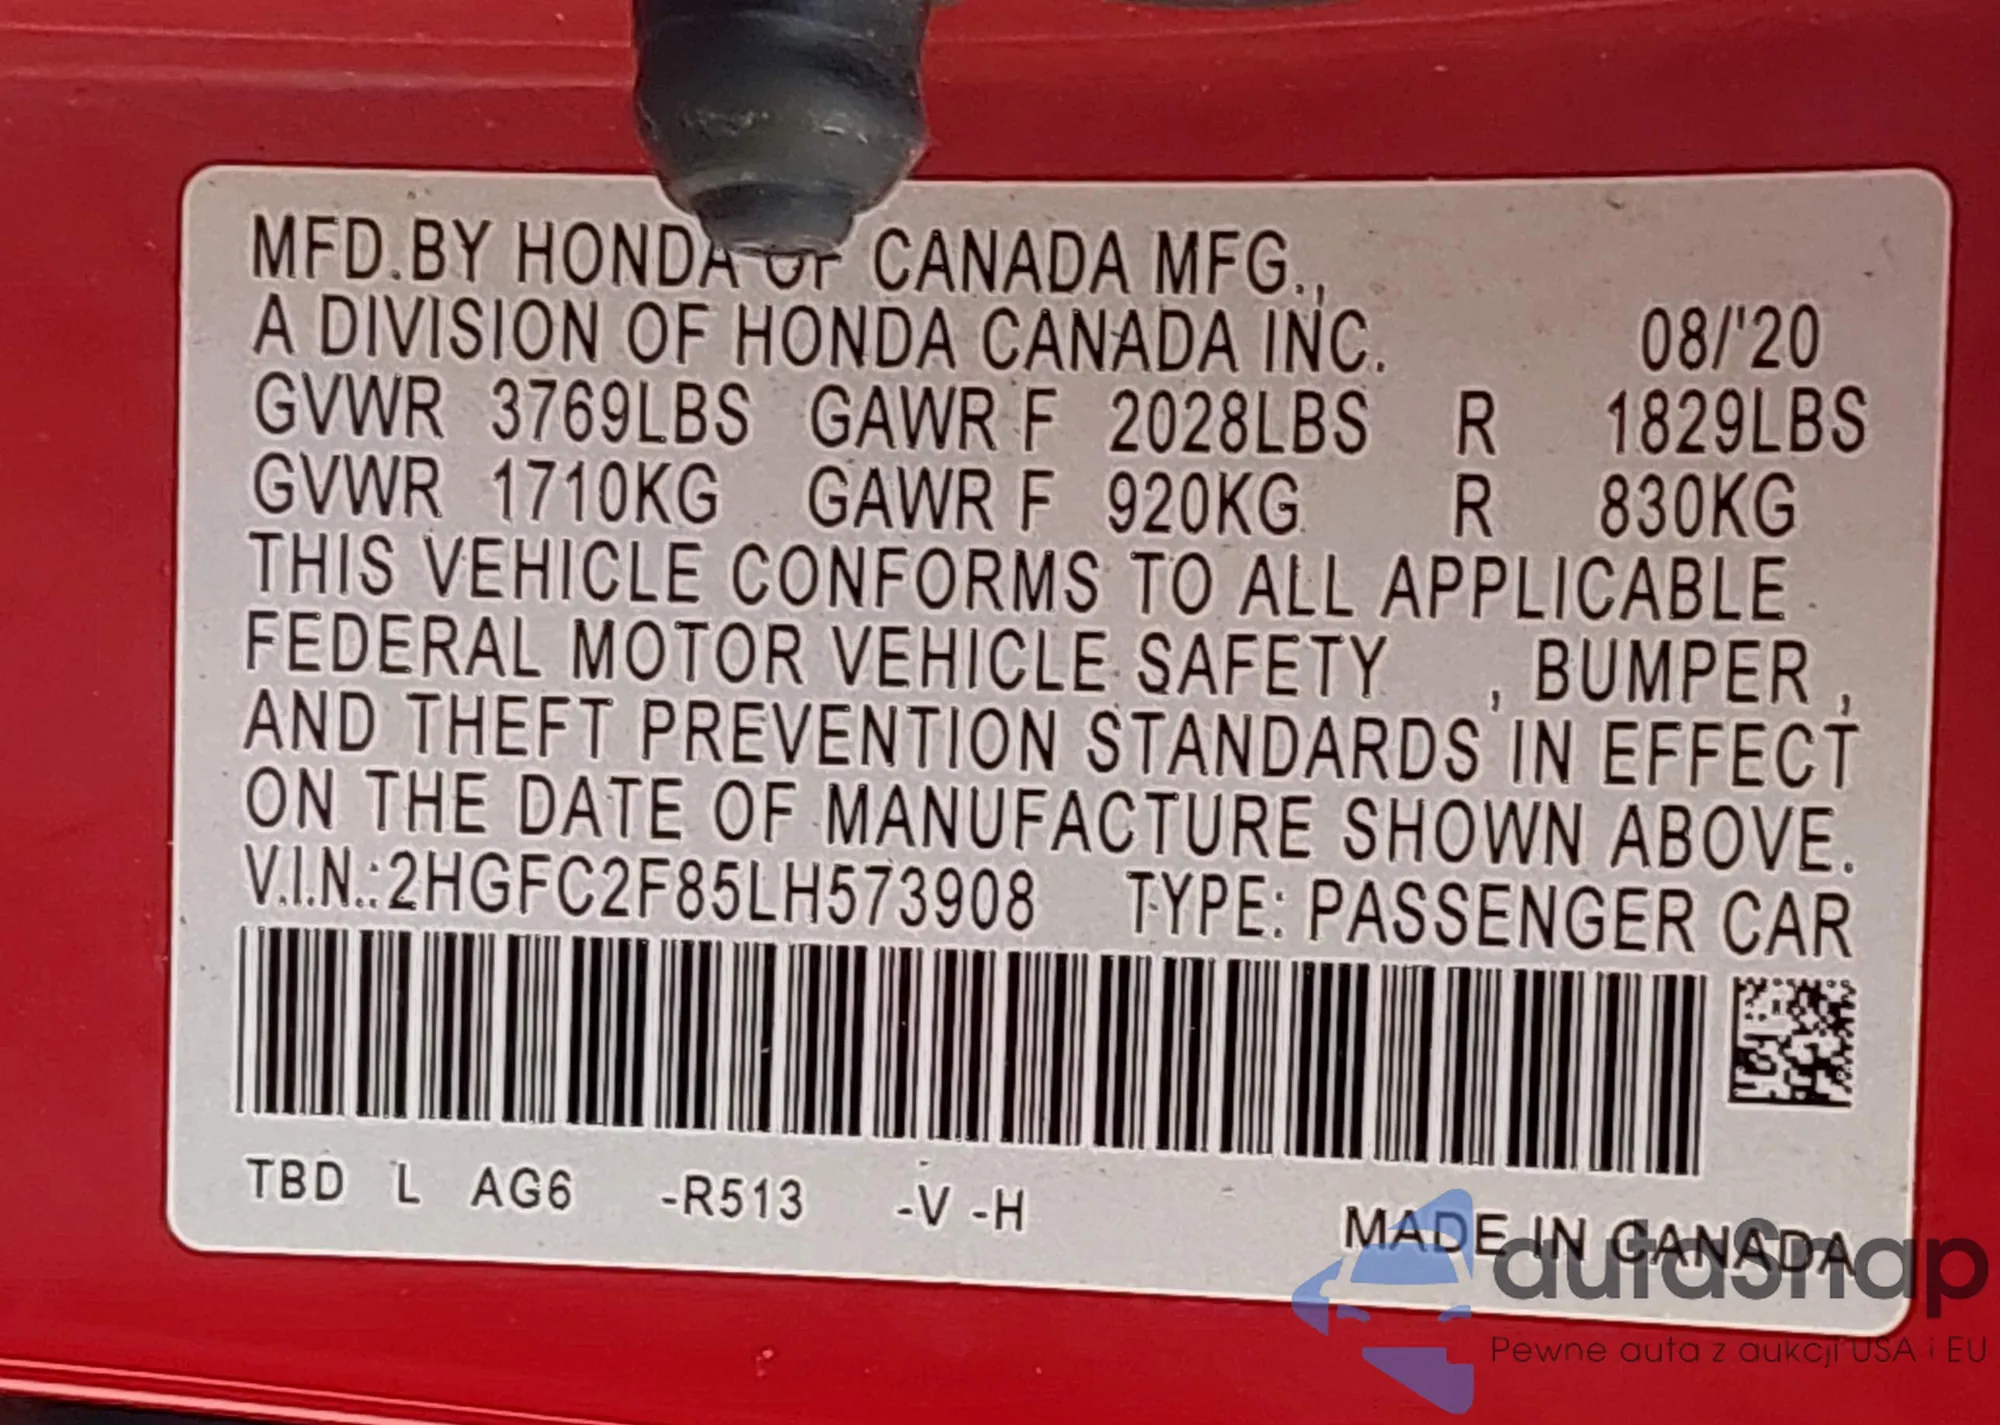 MFD.BY HONDA OF CANADA MFG.,
A DIVISION OF HONDA CANADA INC. 08/'20
GVWR 3769LBS GAWR F 2028LBS R 1829LBS
GVWR 1710KG GAWR F 920KG R 830KG
THIS VEHICLE CONFORMS TO ALL APPLICABLE
FEDERAL MOTOR VEHICLE SAFETY , BUMPER ,
AND THEFT PREVENTION STANDARDS IN EFFECT
ON THE DATE OF MANUFACTURE SHOWN ABOVE.
V.I.N.:2HGFC2F85LH573908 TYPE: PASSENGER CAR
TBD L AG6 -R513 -V -H
MADE IN CANADA
autaSnap
Pewne auta z aukcji USA i EU